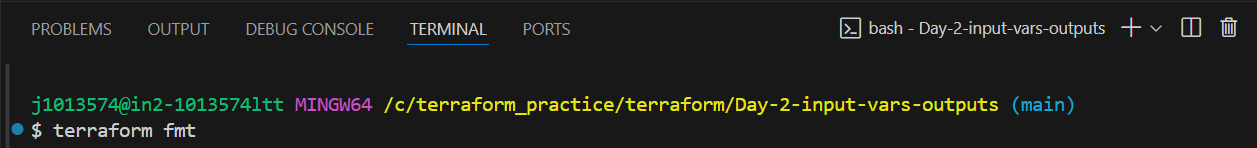 PROBLEMS OUTPUT DEBUG CONSOLE TERMINAL PORTS bash - Day-2-input-vars-outputs
j1013574@in2-1013574ltt MINGW64 /c/terraform_practice/terraform/Day-2-input-vars-outputs (main)
$ terraform fmt